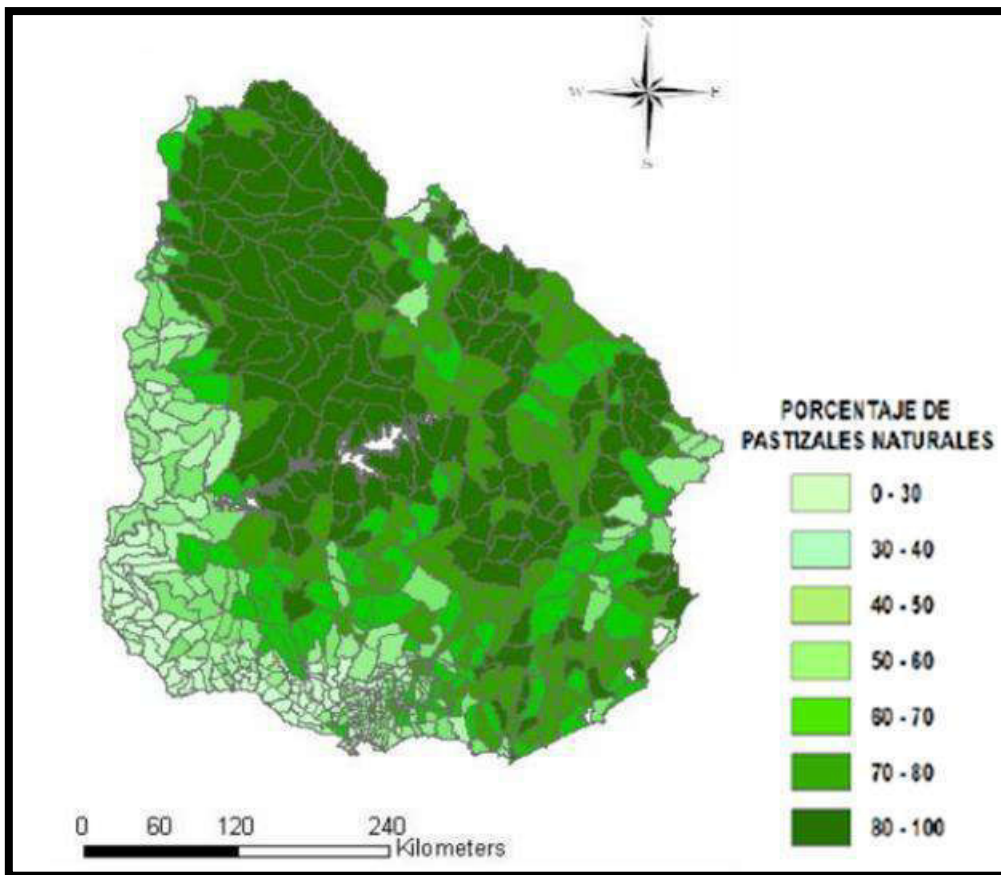 N
W E
S
PORCENTAJE DE
PASTIZALES NATURALES
0 - 30
30 - 40
40 - 50
50 - 60
60 - 70
70 - 80
80 - 100
0 60 120 240
Kilometers